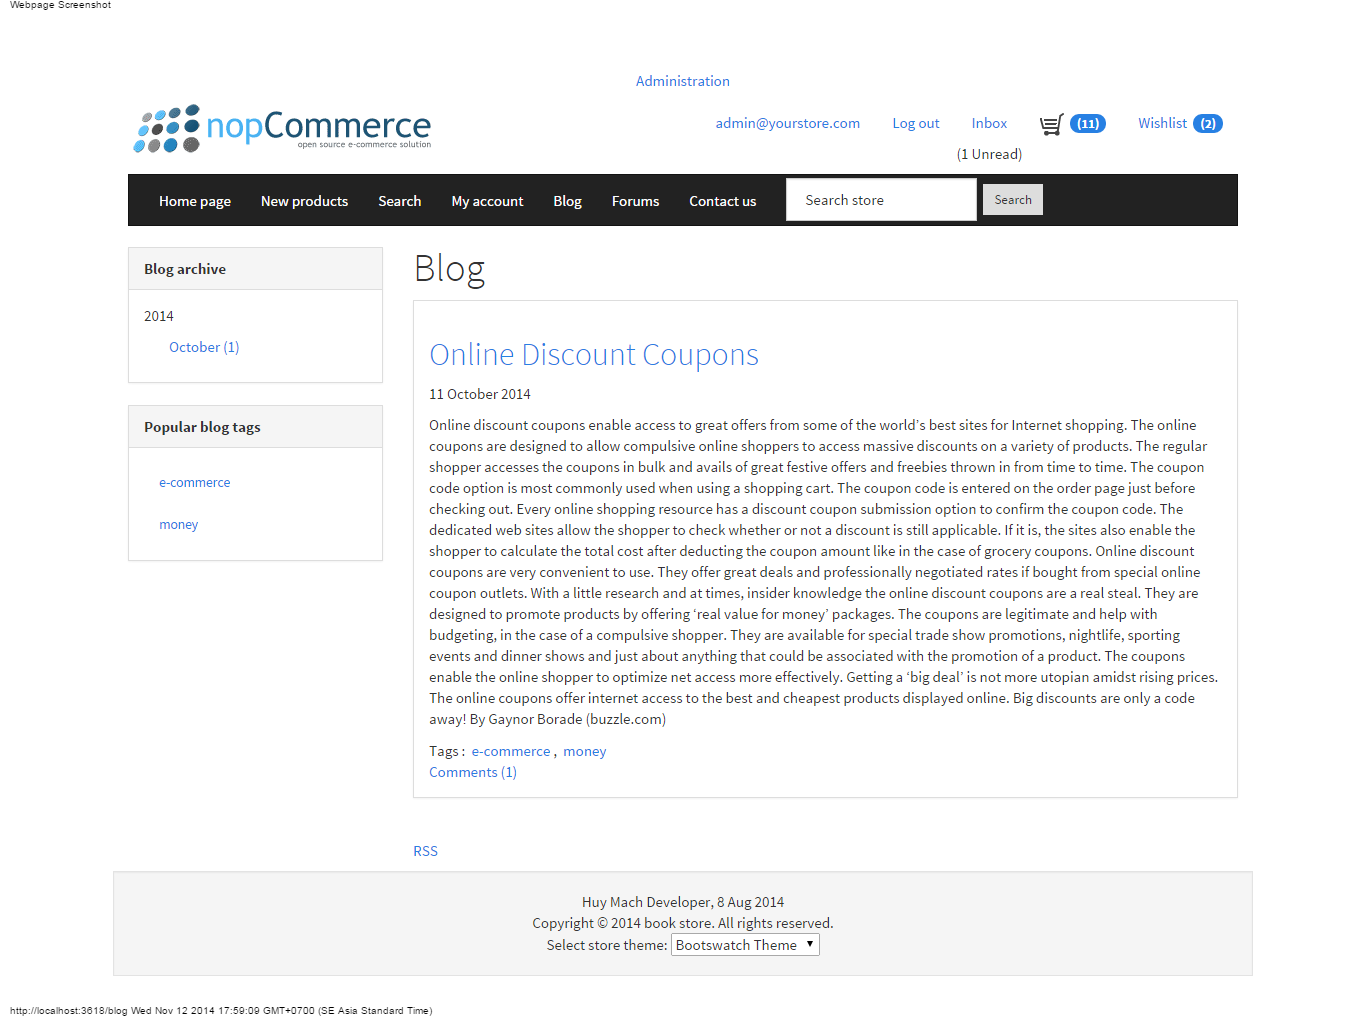 Webpage Screenshot
Administration
nopCommerce
open source e-commerce solution
admin@yourstore.com Log out Inbox (11) Wishlist (2)
(1 Unread)
Home page New products Search My account Blog Forums Contact us Search store Search
Blog archive
2014
October (1)
Popular blog tags
e-commerce
money
Blog
Online Discount Coupons
11 October 2014
Online discount coupons enable access to great offers from some of the world’s best sites for Internet shopping. The online
coupons are designed to allow compulsive online shoppers to access massive discounts on a variety of products. The regular
shopper accesses the coupons in bulk and avails of great festive offers and freebies thrown in from time to time. The coupon
code option is most commonly used when using a shopping cart. The coupon code is entered on the order page just before
checking out. Every online shopping resource has a discount coupon submission option to confirm the coupon code. The
dedicated web sites allow the shopper to check whether or not a discount is still applicable. If it is, the sites also enable the
shopper to calculate the total cost after deducting the coupon amount like in the case of grocery coupons. Online discount
coupons are very convenient to use. They offer great deals and professionally negotiated rates if bought from special online
coupon outlets. With a little research and at times, insider knowledge the online discount coupons are a real steal. They are
designed to promote products by offering ‘real value for money’ packages. The coupons are legitimate and help with
budgeting, in the case of a compulsive shopper. They are available for special trade show promotions, nightlife, sporting
events and dinner shows and just about anything that could be associated with the promotion of a product. The coupons
enable the online shopper to optimize net access more effectively. Getting a ‘big deal’ is not more utopian amidst rising prices.
The online coupons offer internet access to the best and cheapest products displayed online. Big discounts are only a code
away! By Gaynor Borade (buzzle.com)
Tags : e-commerce , money
Comments (1)
RSS
Huy Mach Developer, 8 Aug 2014
Copyright © 2014 book store. All rights reserved.
Select store theme: Bootswatch Theme
http://localhost:3618/blog Wed Nov 12 2014 17:59:09 GMT+0700 (SE Asia Standard Time)